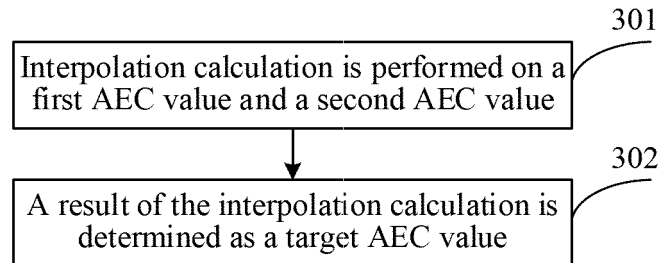 301
Interpolation calculation is performed on a
first AEC value and a second AEC value
302
A result of the interpolation calculation is
determined as a target AEC value